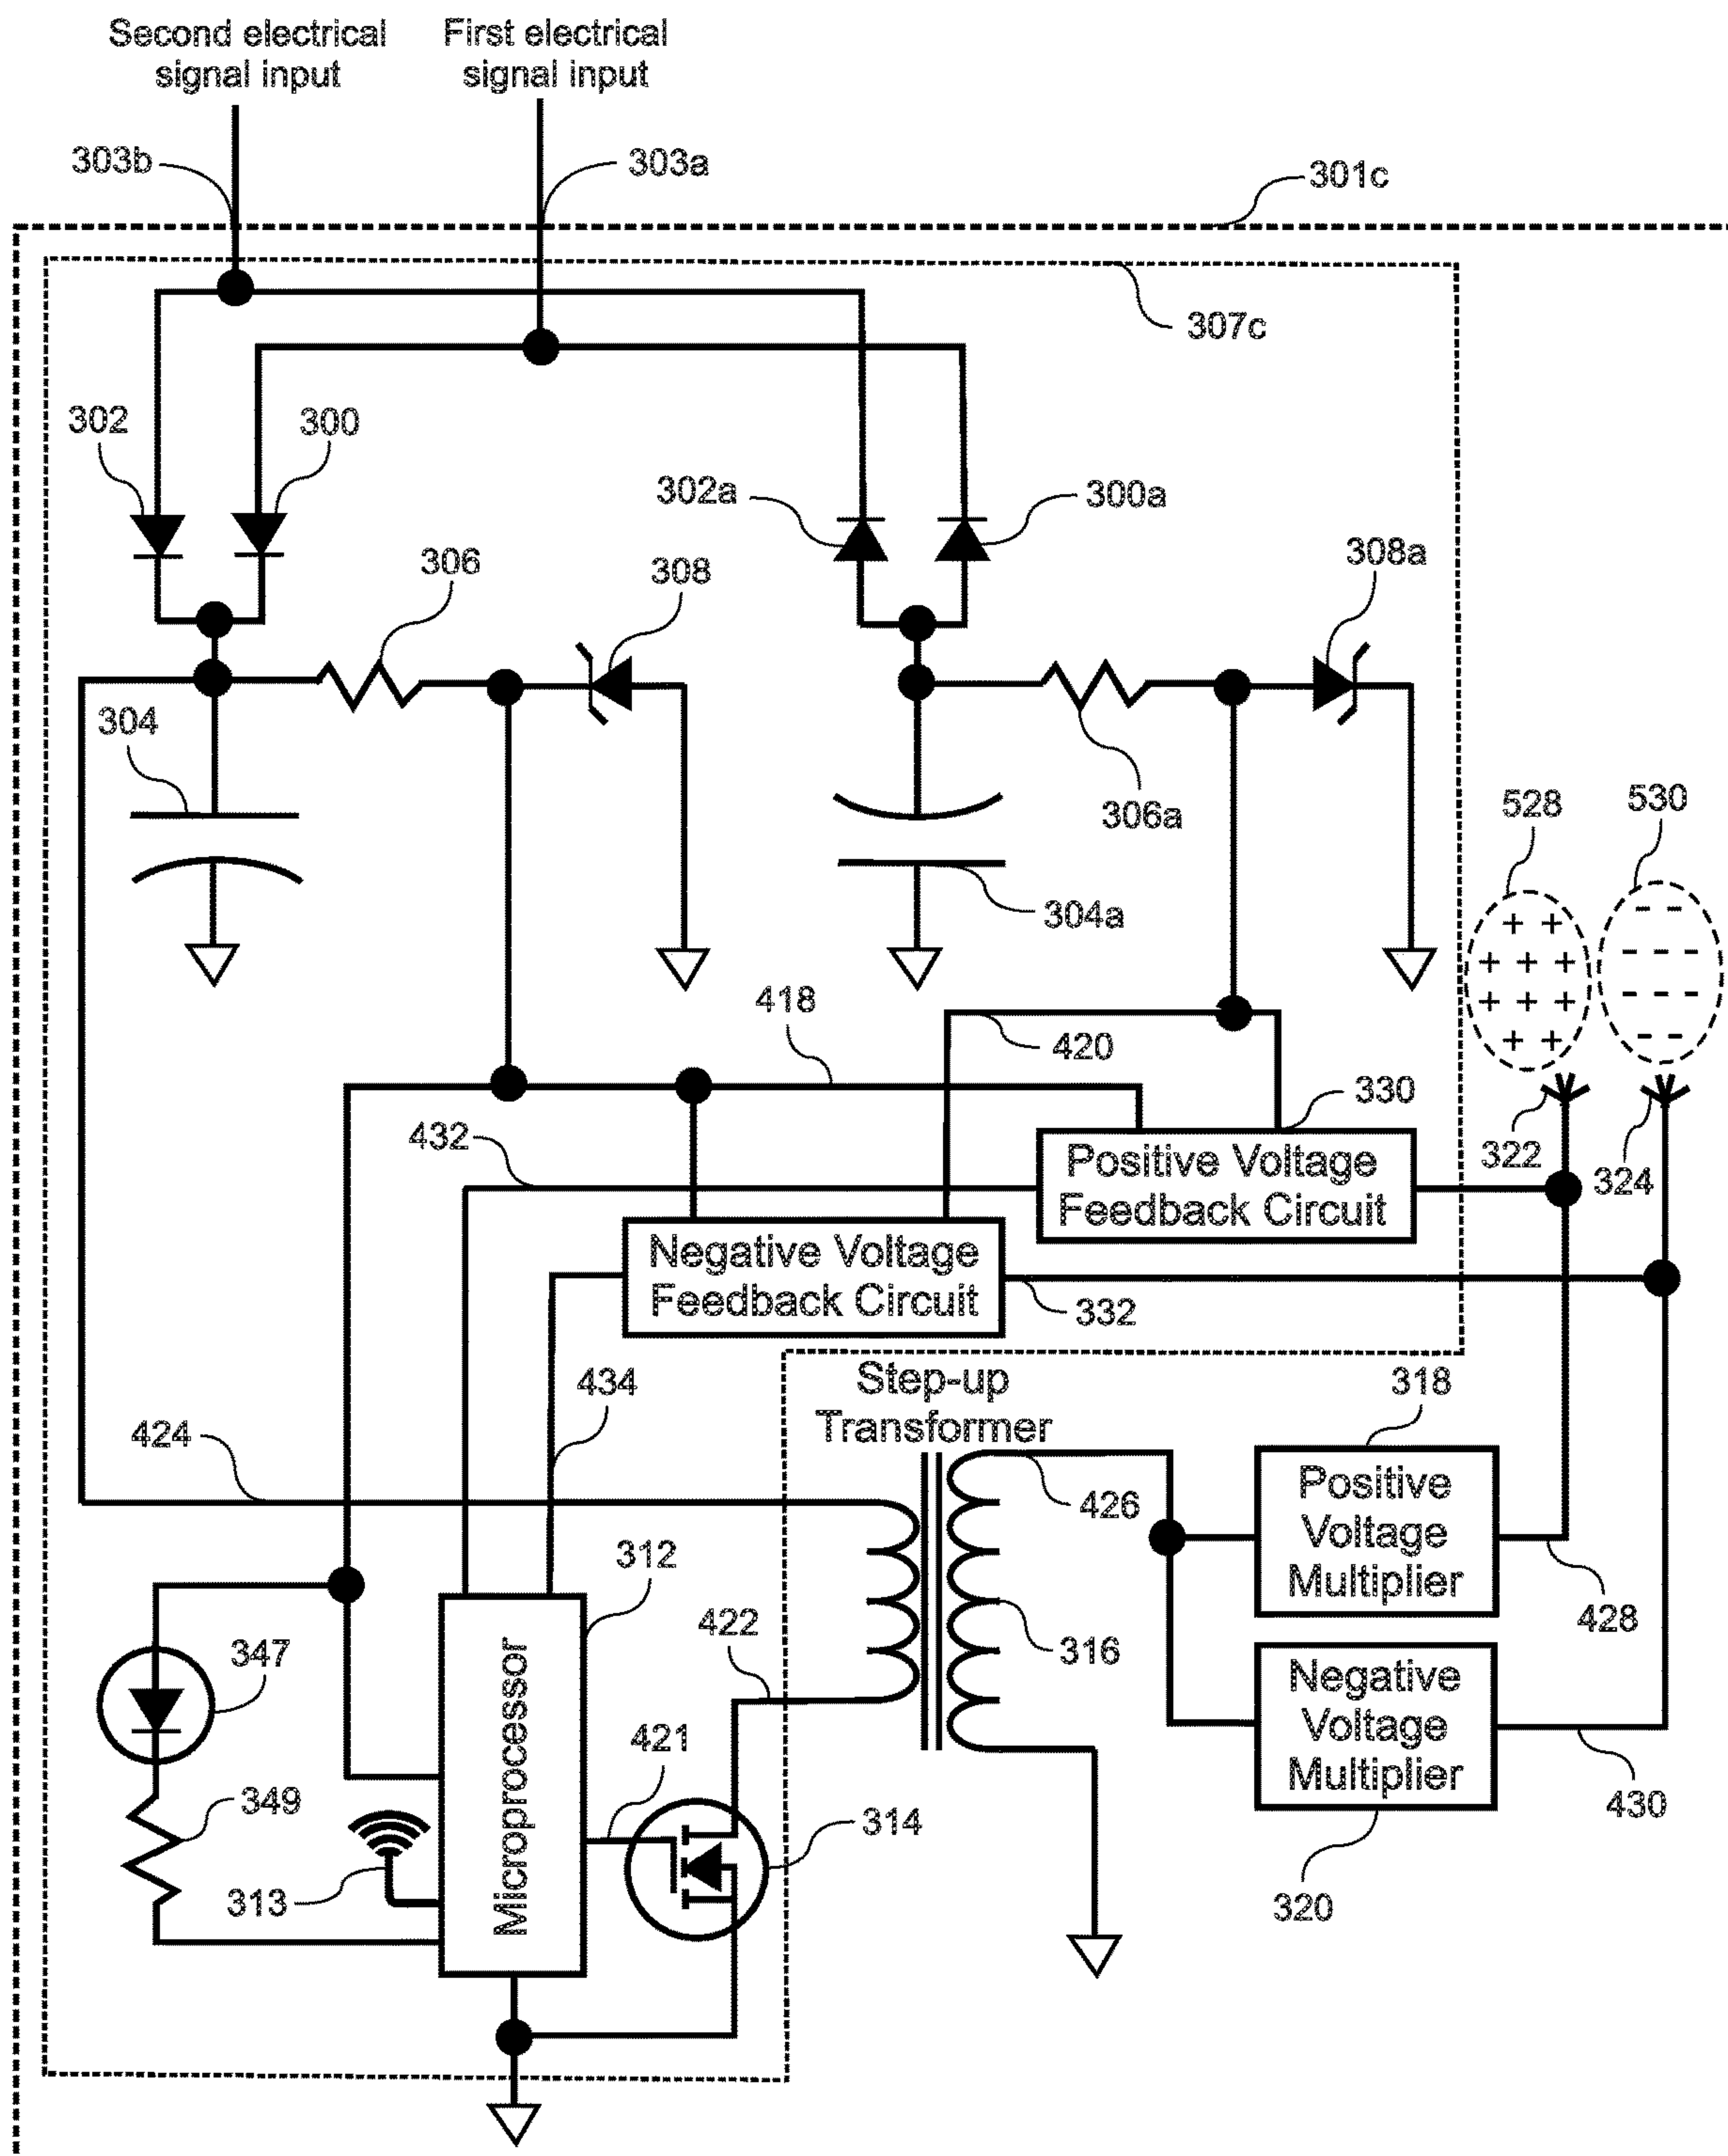 Second electrical
signal input
First electrical
signal input
303b
303a
301c
307c
302
300
302a
300a
306
308
308a
304
306a
304a
528
530
+ +
+ + +
+ + +
+ +
- -
- - -
- - -
- -
418
420
330
432
322
324
Positive Voltage
Feedback Circuit
Negative Voltage
Feedback Circuit
332
434
Step-up
Transformer
318
424
426
Positive
Voltage
Multiplier
312
422
316
428
347
Negative
Voltage
Multiplier
421
349
Microprocessor
314
430
313
320